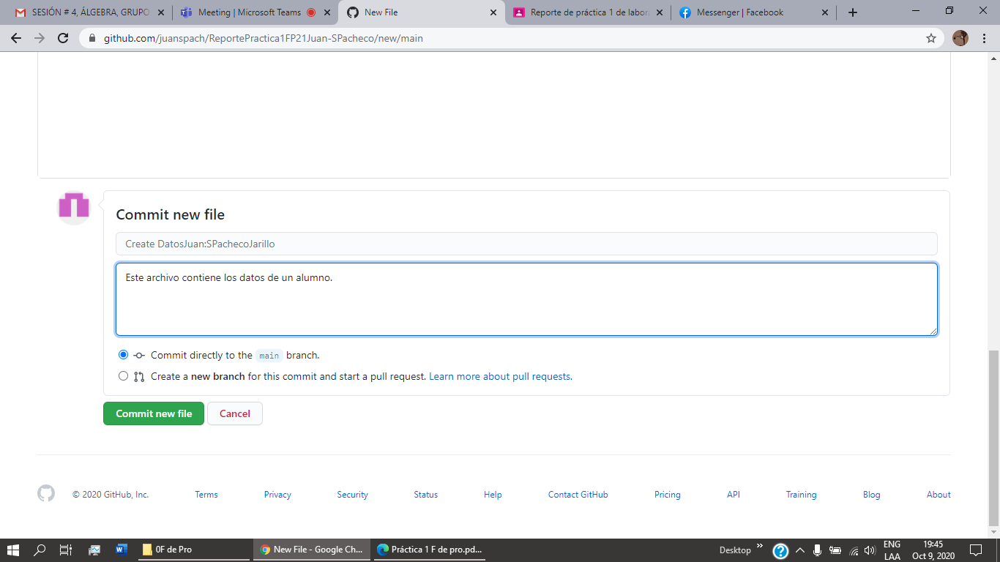 SESIÓN # 4, ÁLGEBRA, GRUPO
Meeting | Microsoft Teams
New File
Reporte de práctica 1 de labor
Messenger | Facebook
github.com/juanspach/ReportePractica1FP21Juan-SPacheco/new/main
Commit new file
Create DatosJuan:SPachecoJarillo
Este archivo contiene los datos de un alumno.
Commit directly to the main branch.
Create a new branch for this commit and start a pull request. Learn more about pull requests.
Commit new file
Cancel
© 2020 GitHub, Inc.
Terms
Privacy
Security
Status
Help
Contact GitHub
Pricing
API
Training
Blog
About
0F de Pro
New File - Google Ch...
Práctica 1 F de pro.pd...
Desktop
ENG
LAA
19:45
Oct 9, 2020